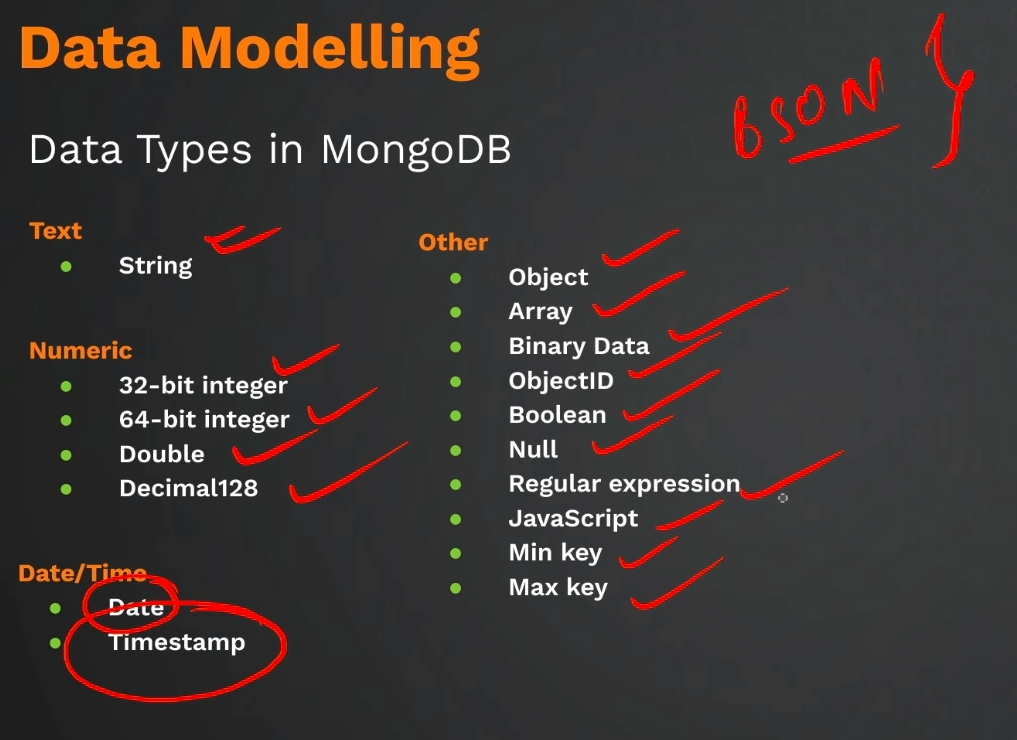 Data Modelling
BSON
Data Types in MongoDB
Text
String
Numeric
32-bit integer
64-bit integer
Double
Decimal128
Date/Time
Date
Timestamp
Other
Object
Array
Binary Data
ObjectID
Boolean
Null
Regular expression
JavaScript
Min key
Max key